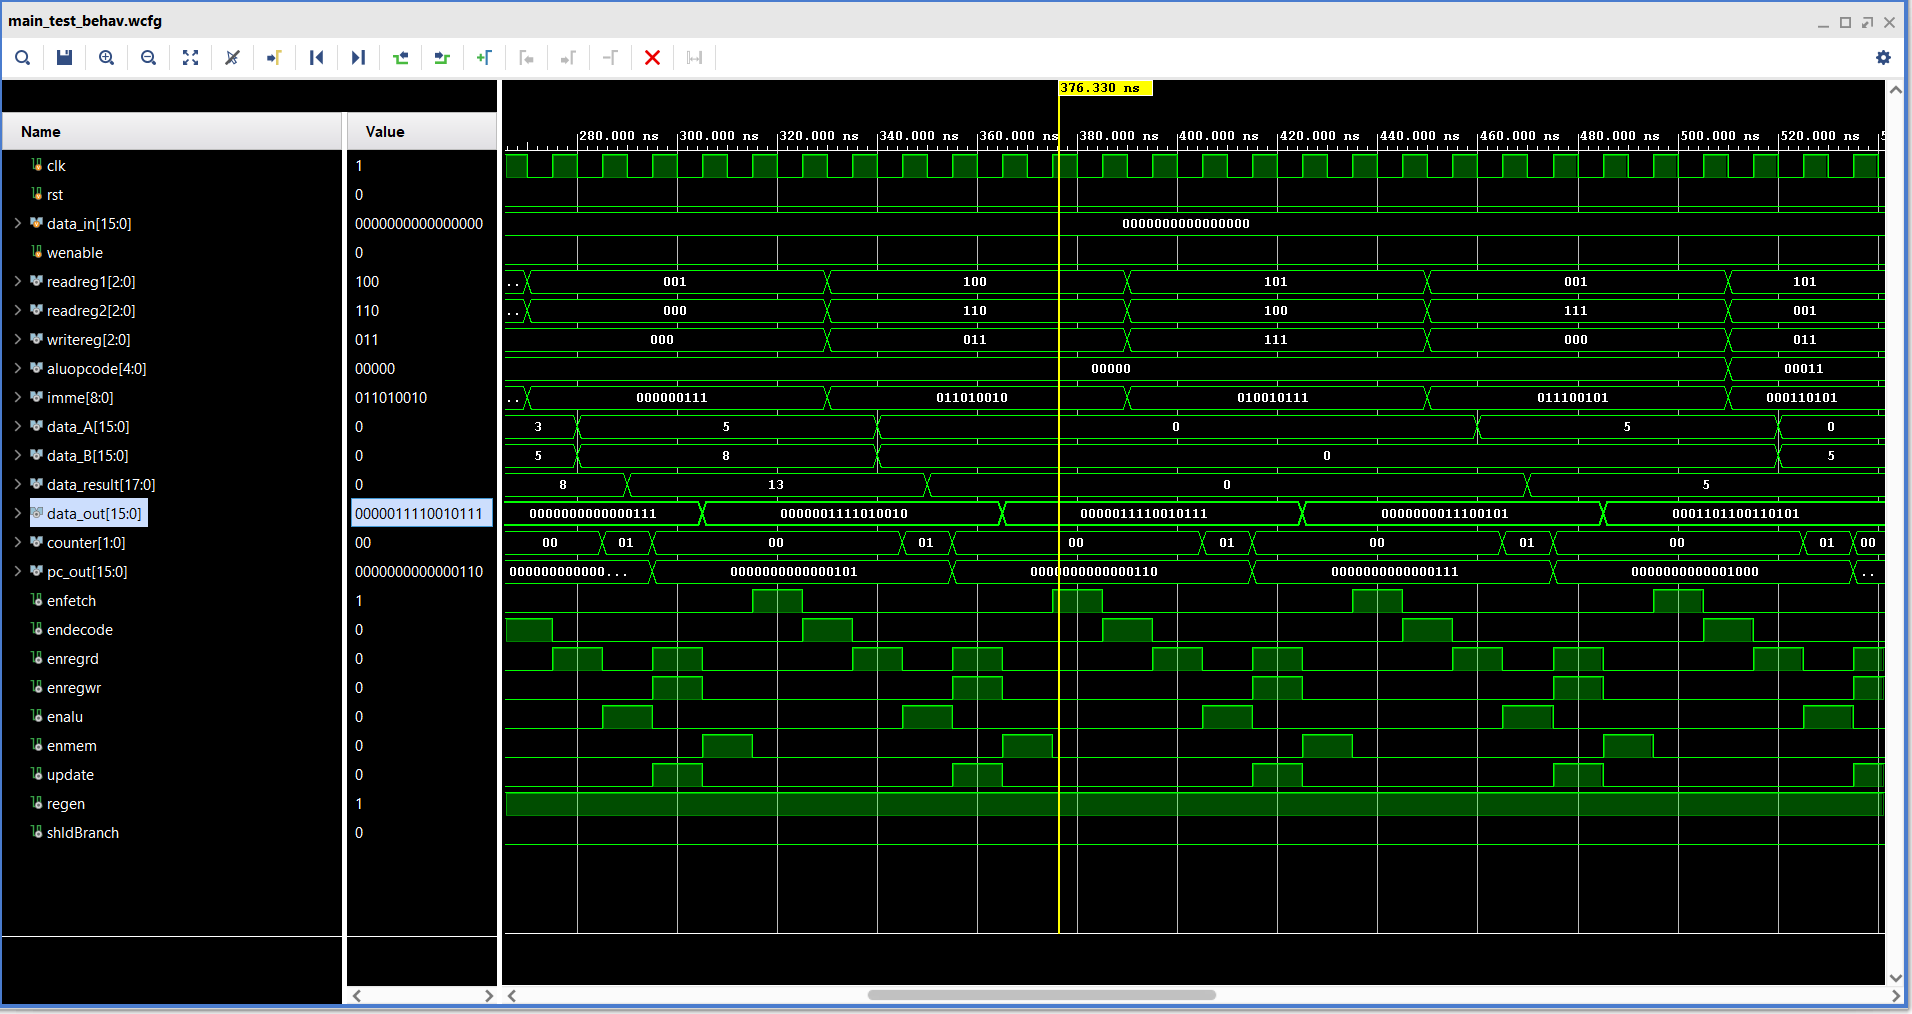 main_test_behav.wcfg
376.330 ns
Name Value
280.000 ns 300.000 ns 320.000 ns 340.000 ns 360.000 ns 380.000 ns 400.000 ns 420.000 ns 440.000 ns 460.000 ns 480.000 ns 500.000 ns 520.000 ns
clk 1
rst 0
data_in[15:0] 0000000000000000 0000000000000000
wenable 0
readreg1[2:0] 100 .. 001 100 101 001 101
readreg2[2:0] 110 .. 000 110 100 111 001
writereg[2:0] 011 000 011 111 000 011
aluopcode[4:0] 00000 00000 00011
imme[8:0] 011010010 .. 000000111 011010010 010010111 011100101 000110101
data_A[15:0] 0 3 5 0 5 0
data_B[15:0] 0 5 8 0 5
data_result[17:0] 0 8 13 0 5
data_out[15:0] 0000011110010111 0000000000000111 0000001111010010 0000011110010111 0000000011100101 0001101100110101
counter[1:0] 00 00 01 00 01 00 01 00 01 00 01 00
pc_out[15:0] 0000000000000110 000000000000... 0000000000000101 0000000000000110 0000000000000111 0000000000001000 ..
enfetch 1
endecode 0
enregrd 0
enregwr 0
enalu 0
enmem 0
update 0
regen 1
shldBranch 0